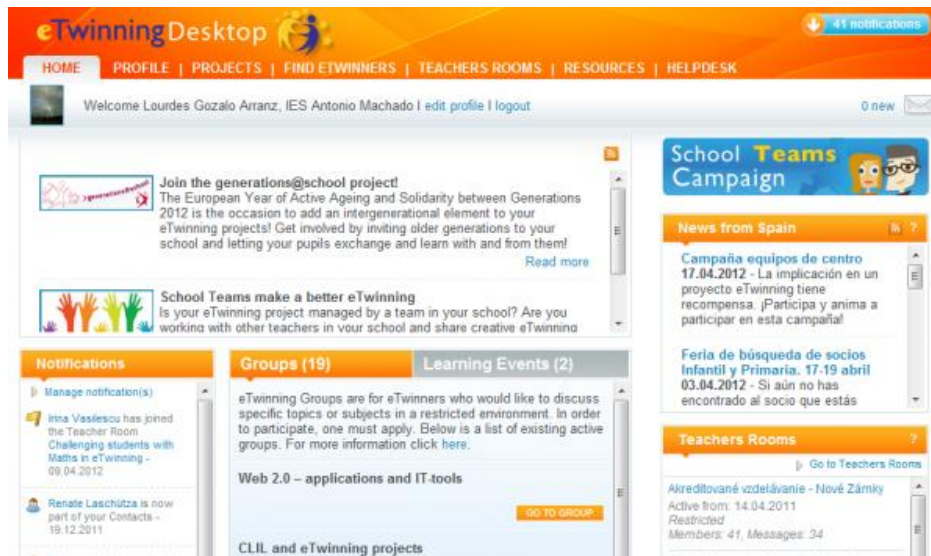 eTwinning Desktop
41 notifications
HOME PROFILE | PROJECTS | FIND ETWINNERS | TEACHERS ROOMS | RESOURCES | HELPDESK
Welcome Lourdes Gozalo Arranz, IES Antonio Machado I edit profile I logout
0 new
Join the generations@school project!
The European Year of Active Ageing and Solidarity between Generations
2012 is the occasion to add an intergenerational element to your
eTwinning projects! Get involved by inviting older generations to your
school and letting your pupils exchange and learn with and from them!
Read more
School Teams make a better eTwinning
Is your eTwinning project managed by a team in your school? Are you
working with other teachers in your school and share creative eTwinning
School Teams
Campaign
News from Spain ?
Campaña equipos de centro
17.04.2012 - La implicación en un
proyecto eTwinning tiene
recompensa. ¡Participa y anima a
participar en esta campaña!
Feria de búsqueda de socios
Infantil y Primaria. 17-19 abril
03.04.2012 - Si aún no has
encontrado al socio que estás
Notifications
Manage notification(s)
Irina Vasilescu has joined
the Teacher Room
Challenging students with
Maths in eTwinning -
09.04.2012
Renate Laschütza is now
part of your Contacts -
19.12.2011
Groups (19)
Learning Events (2)
eTwinning Groups are for eTwinners who would like to discuss
specific topics or subjects in a restricted environment. In order
to participate, one must apply. Below is a list of existing active
groups. For more information click here.
Web 2.0 – applications and IT-tools
GO TO GROUP
CLIL and eTwinning projects
Teachers Rooms ?
Go to Teachers Rooms
Akreditované vzdelávanie - Nové Zámky
Active from: 14.04.2011
Restricted
Members: 41, Messages: 34